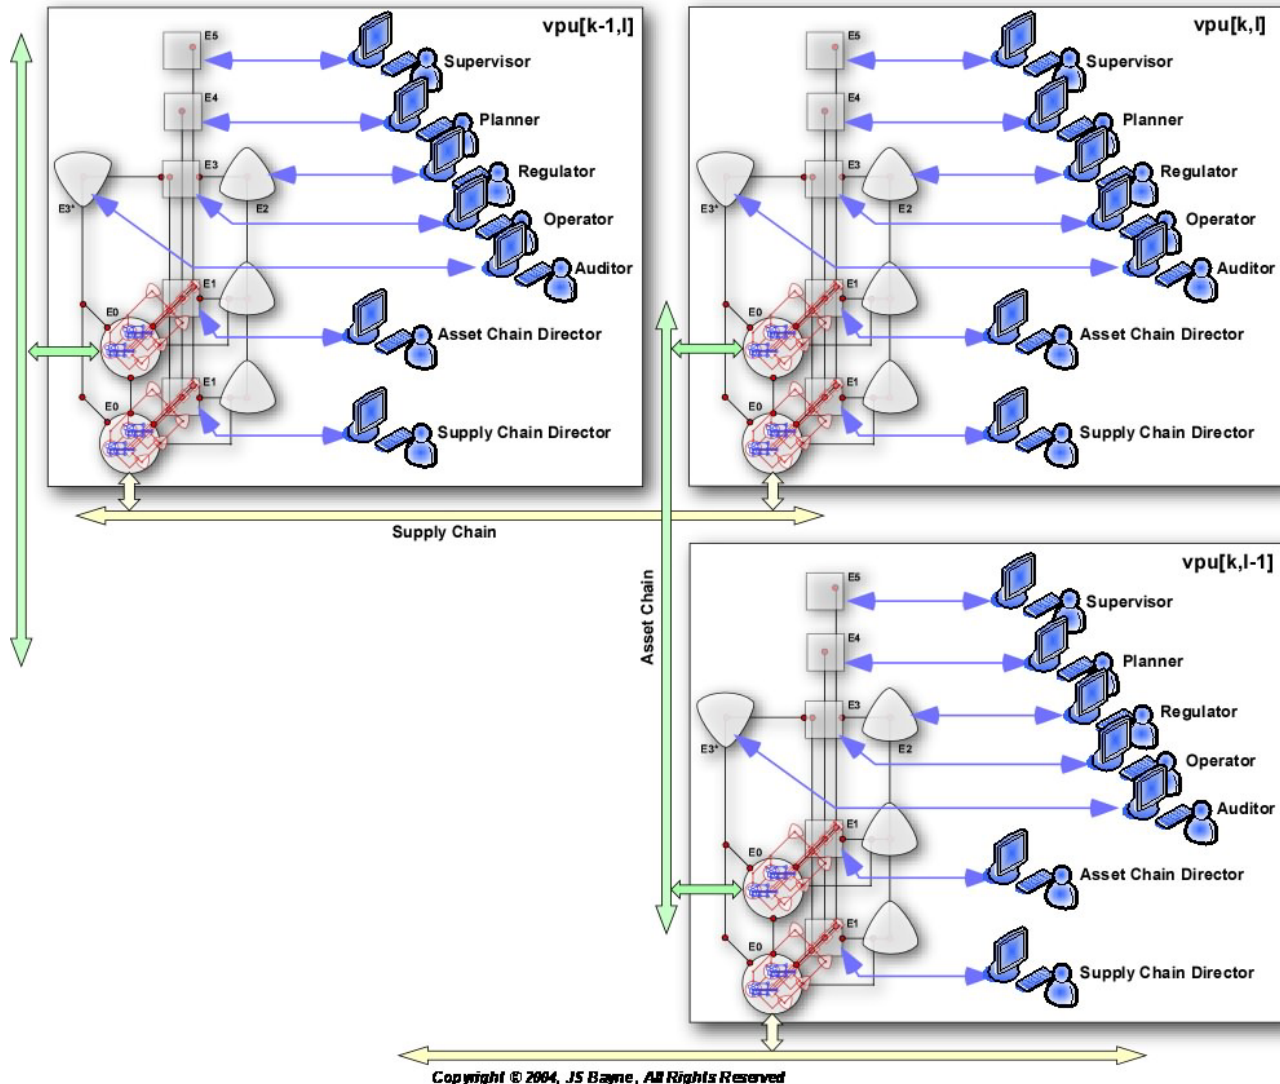 vpu[k-1,l]
E5
Supervisor
E4
Planner
E3
Regulator
E3*
E2
Operator
Auditor
E1
E0
Asset Chain Director
E1
E0
Supply Chain Director
vpu[k,l]
E5
Supervisor
E4
Planner
E3
Regulator
E3*
E2
Operator
Auditor
E1
E0
Asset Chain Director
E1
E0
Supply Chain Director
Supply Chain
Asset Chain
vpu[k,l-1]
E5
Supervisor
E4
Planner
E3
Regulator
E3*
E2
Operator
Auditor
E1
E0
Asset Chain Director
E1
E0
Supply Chain Director
Copyright © 2004, JS Bayne, All Rights Reserved